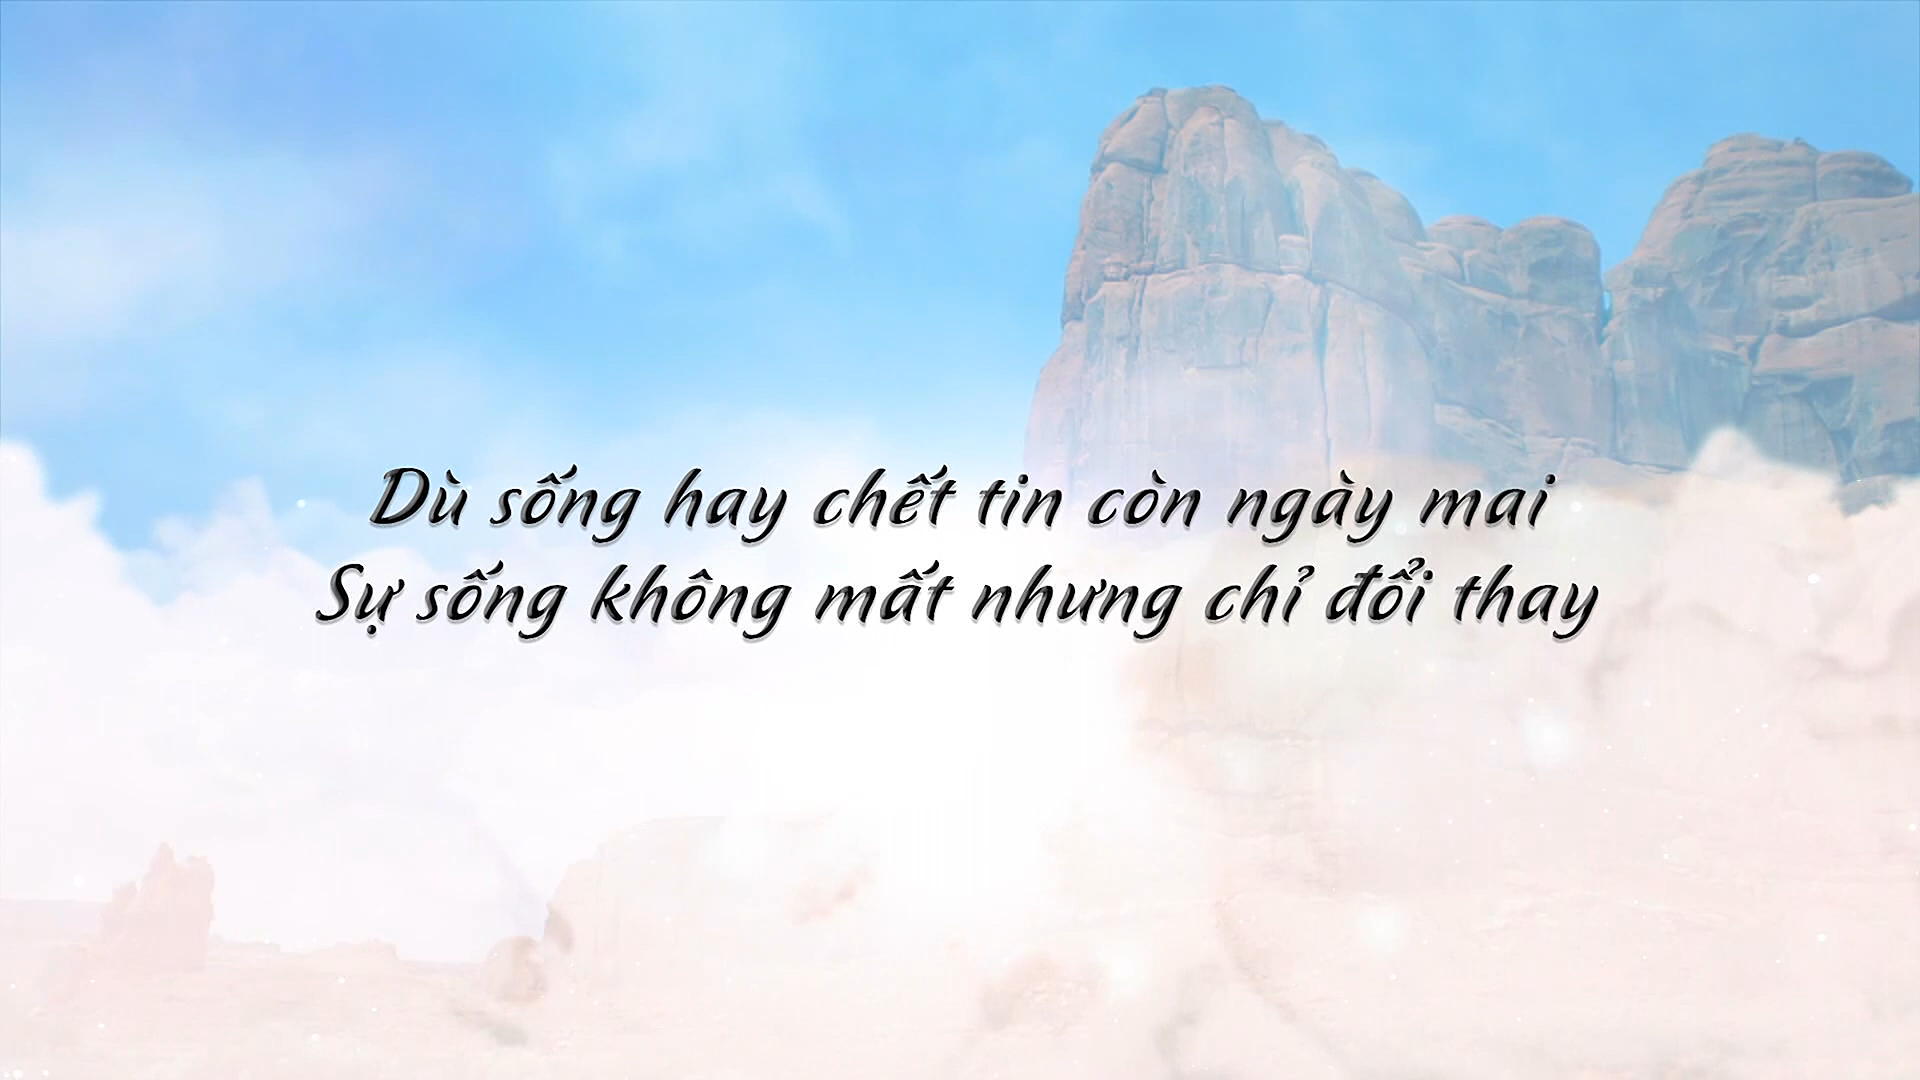 Dù sống hay chết tin còn ngày mai
Sự sống không mất nhưng chỉ đổi thay